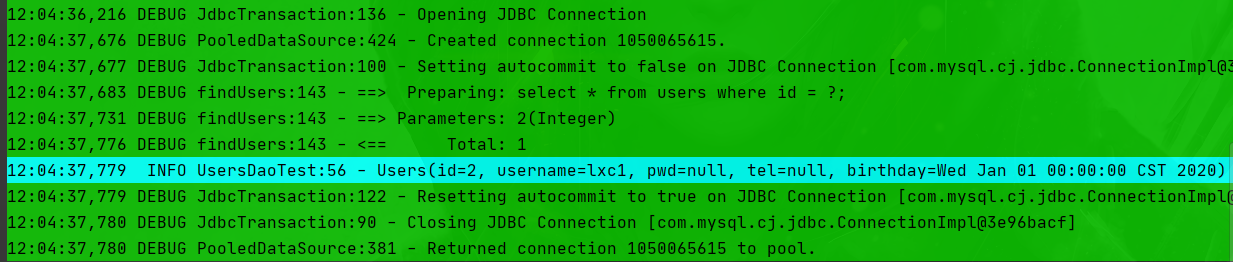 12:04:36,216 DEBUG JdbcTransaction:136 - Opening JDBC Connection
12:04:37,676 DEBUG PooledDataSource:424 - Created connection 1050065615.
12:04:37,677 DEBUG JdbcTransaction:100 - Setting autocommit to false on JDBC Connection [com.mysql.cj.jdbc.ConnectionImpl@3
12:04:37,683 DEBUG findUsers:143 - ==>  Preparing: select * from users where id = ?;
12:04:37,731 DEBUG findUsers:143 - ==> Parameters: 2(Integer)
12:04:37,776 DEBUG findUsers:143 - <==      Total: 1
12:04:37,779  INFO UsersDaoTest:56 - Users(id=2, username=lxc1, pwd=null, tel=null, birthday=Wed Jan 01 00:00:00 CST 2020)
12:04:37,779 DEBUG JdbcTransaction:122 - Resetting autocommit to true on JDBC Connection [com.mysql.cj.jdbc.ConnectionImpl@
12:04:37,780 DEBUG JdbcTransaction:90 - Closing JDBC Connection [com.mysql.cj.jdbc.ConnectionImpl@3e96bacf]
12:04:37,780 DEBUG PooledDataSource:381 - Returned connection 1050065615 to pool.